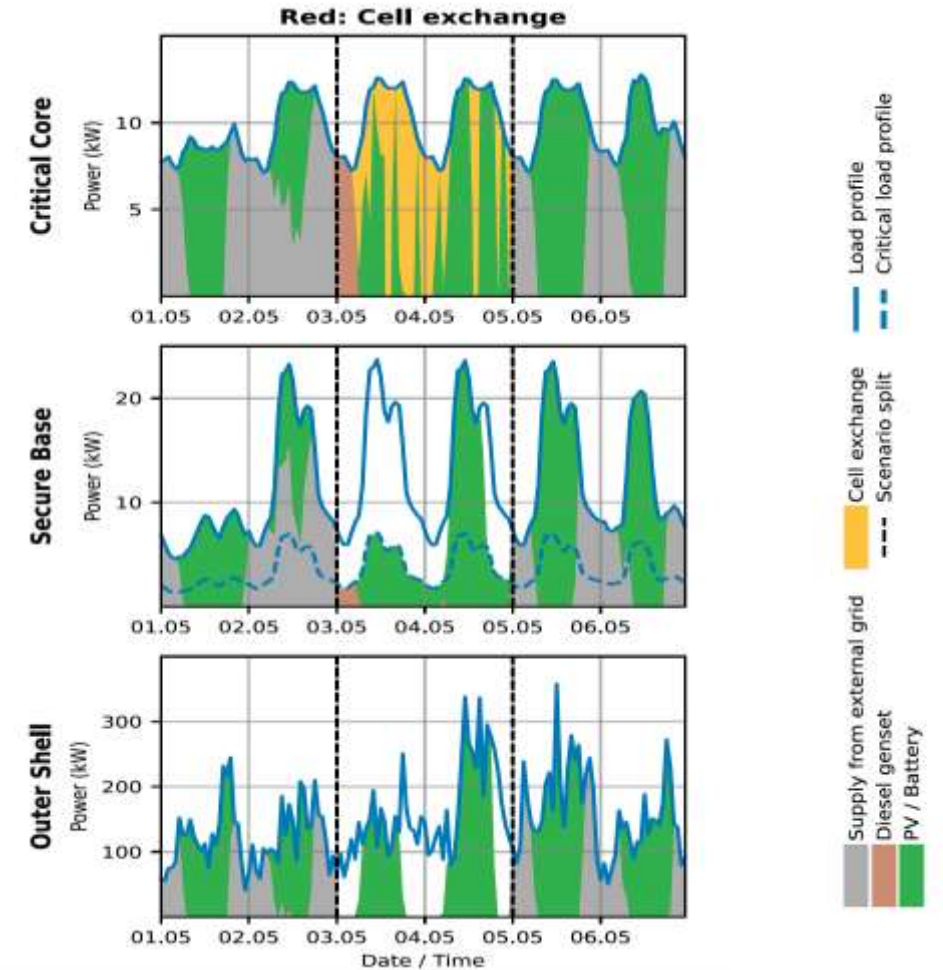 Red: Cell exchange
Critical Core
Power (kW)
10
5
01.05 02.05 03.05 04.05 05.05 06.05
Secure Base
Power (kW)
20
10
01.05 02.05 03.05 04.05 05.05 06.05
Outer Shell
Power (kW)
300
200
100
01.05 02.05 03.05 04.05 05.05 06.05
Date / Time
Supply from external grid
Diesel genset
PV / Battery
Cell exchange
Scenario split
Load profile
Critical load profile